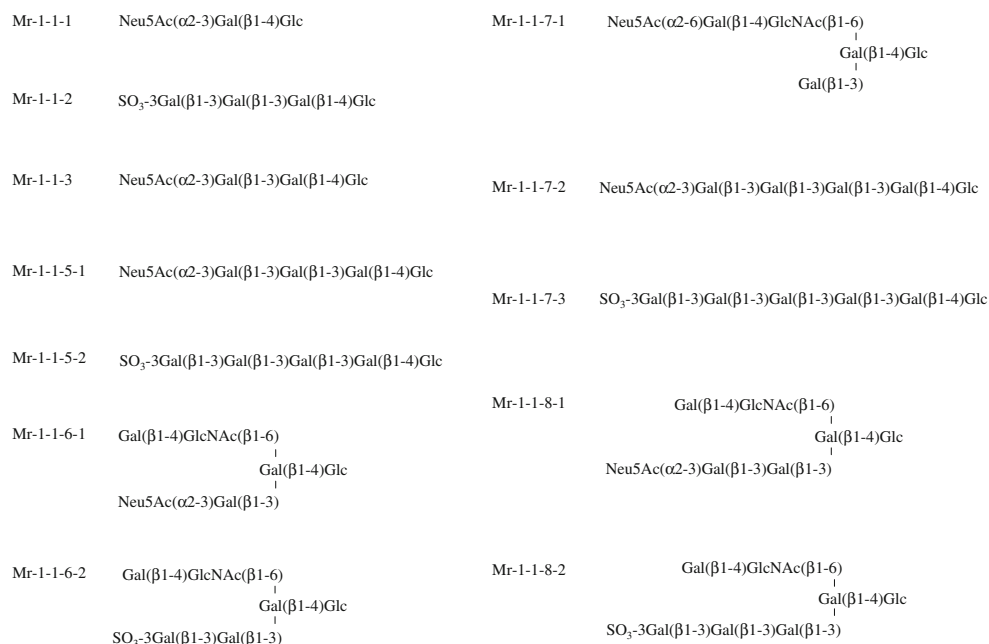 Mr-1-1-1 Neu5Ac(α2-3)Gal(β1-4)Glc
Mr-1-1-2 SO₃-3Gal(β1-3)Gal(β1-3)Gal(β1-4)Glc
Mr-1-1-3 Neu5Ac(α2-3)Gal(β1-3)Gal(β1-4)Glc
Mr-1-1-5-1 Neu5Ac(α2-3)Gal(β1-3)Gal(β1-3)Gal(β1-4)Glc
Mr-1-1-5-2 SO₃-3Gal(β1-3)Gal(β1-3)Gal(β1-3)Gal(β1-4)Glc
Mr-1-1-6-1 Gal(β1-4)GlcNAc(β1-6)
Gal(β1-4)Glc
Neu5Ac(α2-3)Gal(β1-3)
Mr-1-1-6-2 Gal(β1-4)GlcNAc(β1-6)
Gal(β1-4)Glc
SO₃-3Gal(β1-3)Gal(β1-3)
Mr-1-1-7-1 Neu5Ac(α2-6)Gal(β1-4)GlcNAc(β1-6)
Gal(β1-4)Glc
Gal(β1-3)
Mr-1-1-7-2 Neu5Ac(α2-3)Gal(β1-3)Gal(β1-3)Gal(β1-3)Gal(β1-4)Glc
Mr-1-1-7-3 SO₃-3Gal(β1-3)Gal(β1-3)Gal(β1-3)Gal(β1-3)Gal(β1-4)Glc
Mr-1-1-8-1 Gal(β1-4)GlcNAc(β1-6)
Gal(β1-4)Glc
Neu5Ac(α2-3)Gal(β1-3)Gal(β1-3)
Mr-1-1-8-2 Gal(β1-4)GlcNAc(β1-6)
Gal(β1-4)Glc
SO₃-3Gal(β1-3)Gal(β1-3)Gal(β1-3)